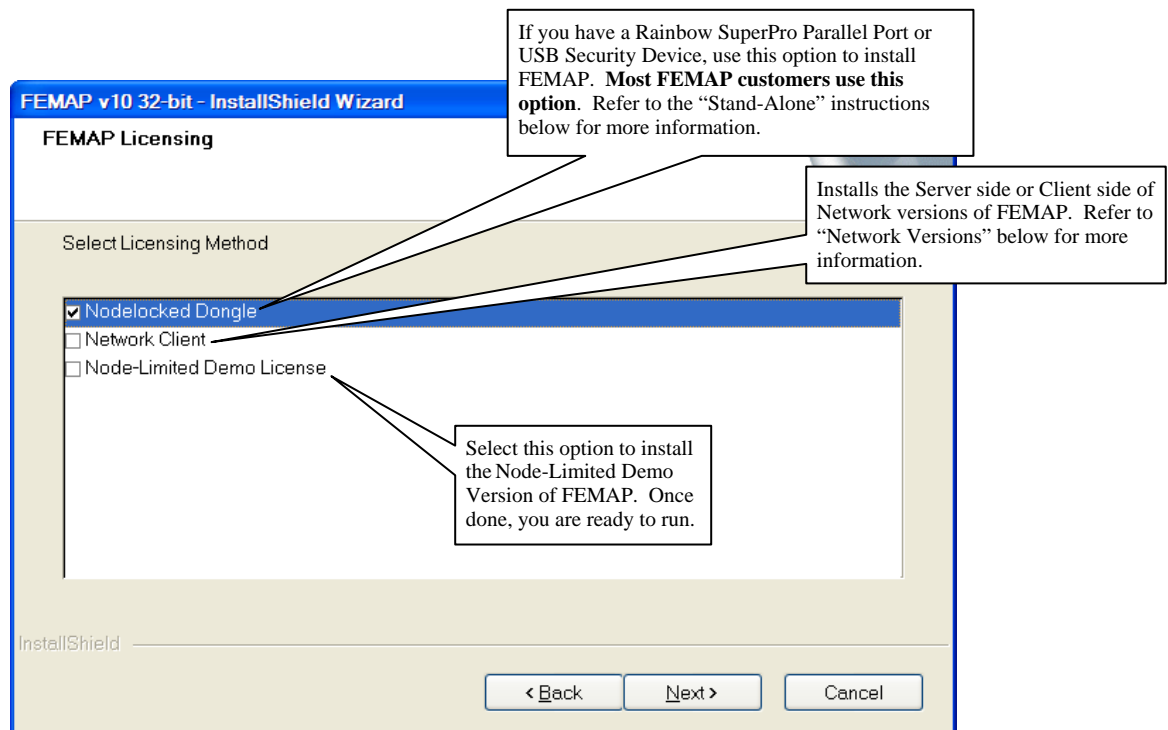 If you have a Rainbow SuperPro Parallel Port or
USB Security Device, use this option to install
FEMAP.  Most FEMAP customers use this
option.  Refer to the “Stand-Alone” instructions
below for more information.
FEMAP v10 32-bit - InstallShield Wizard
FEMAP Licensing
Installs the Server side or Client side of
Network versions of FEMAP.  Refer to
“Network Versions” below for more
information.
Select Licensing Method
Nodelocked Dongle
Network Client
Node-Limited Demo License
Select this option to install
the Node-Limited Demo
Version of FEMAP.  Once
done, you are ready to run.
InstallShield
< Back
Next >
Cancel